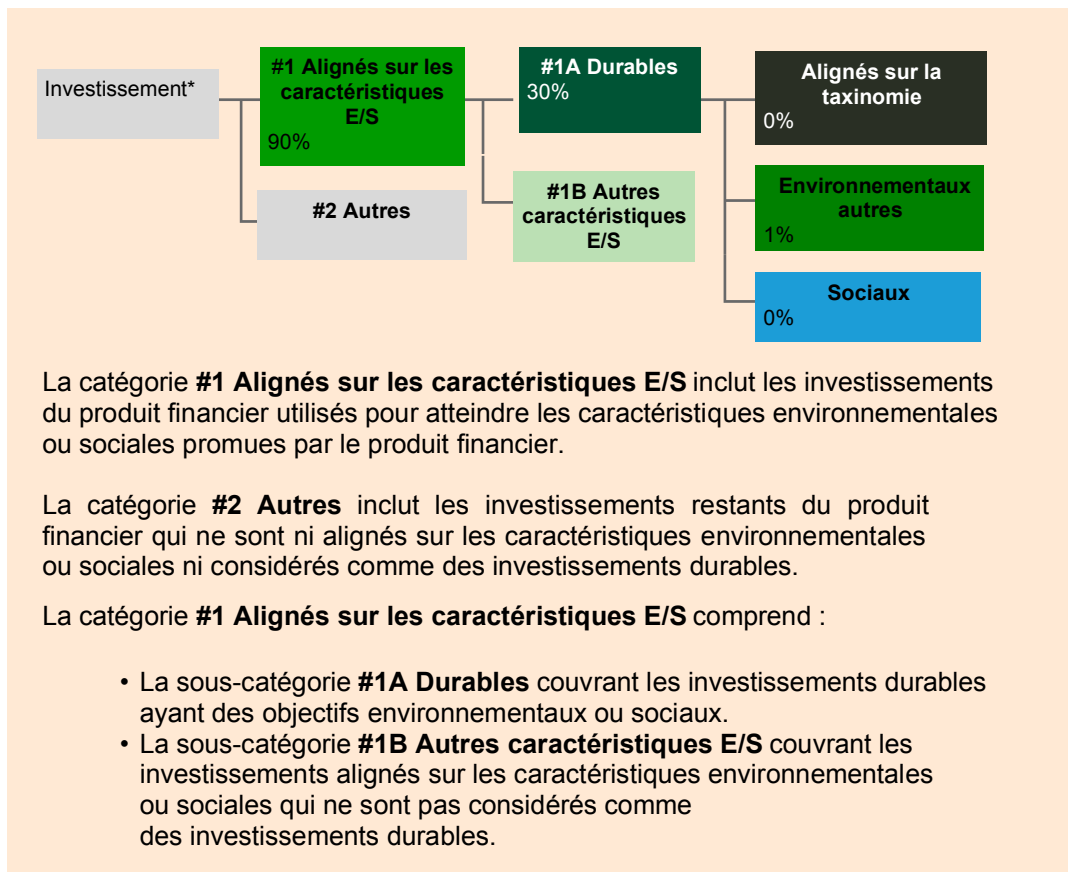 Investissement*
#1 Alignés sur les
caractéristiques
E/S
90%
#2 Autres
#1A Durables
30%
#1B Autres
caractéristiques
E/S
Alignés sur la
taxinomie
0%
Environnementaux
autres
1%
Sociaux
0%
La catégorie #1 Alignés sur les caractéristiques E/S inclut les investissements
du produit financier utilisés pour atteindre les caractéristiques environnementales
ou sociales promues par le produit financier.
La catégorie #2 Autres inclut les investissements restants du produit
financier qui ne sont ni alignés sur les caractéristiques environnementales
ou sociales ni considérés comme des investissements durables.
La catégorie #1 Alignés sur les caractéristiques E/S comprend :
• La sous-catégorie #1A Durables couvrant les investissements durables
ayant des objectifs environnementaux ou sociaux.
• La sous-catégorie #1B Autres caractéristiques E/S couvrant les
investissements alignés sur les caractéristiques environnementales
ou sociales qui ne sont pas considérés comme
des investissements durables.